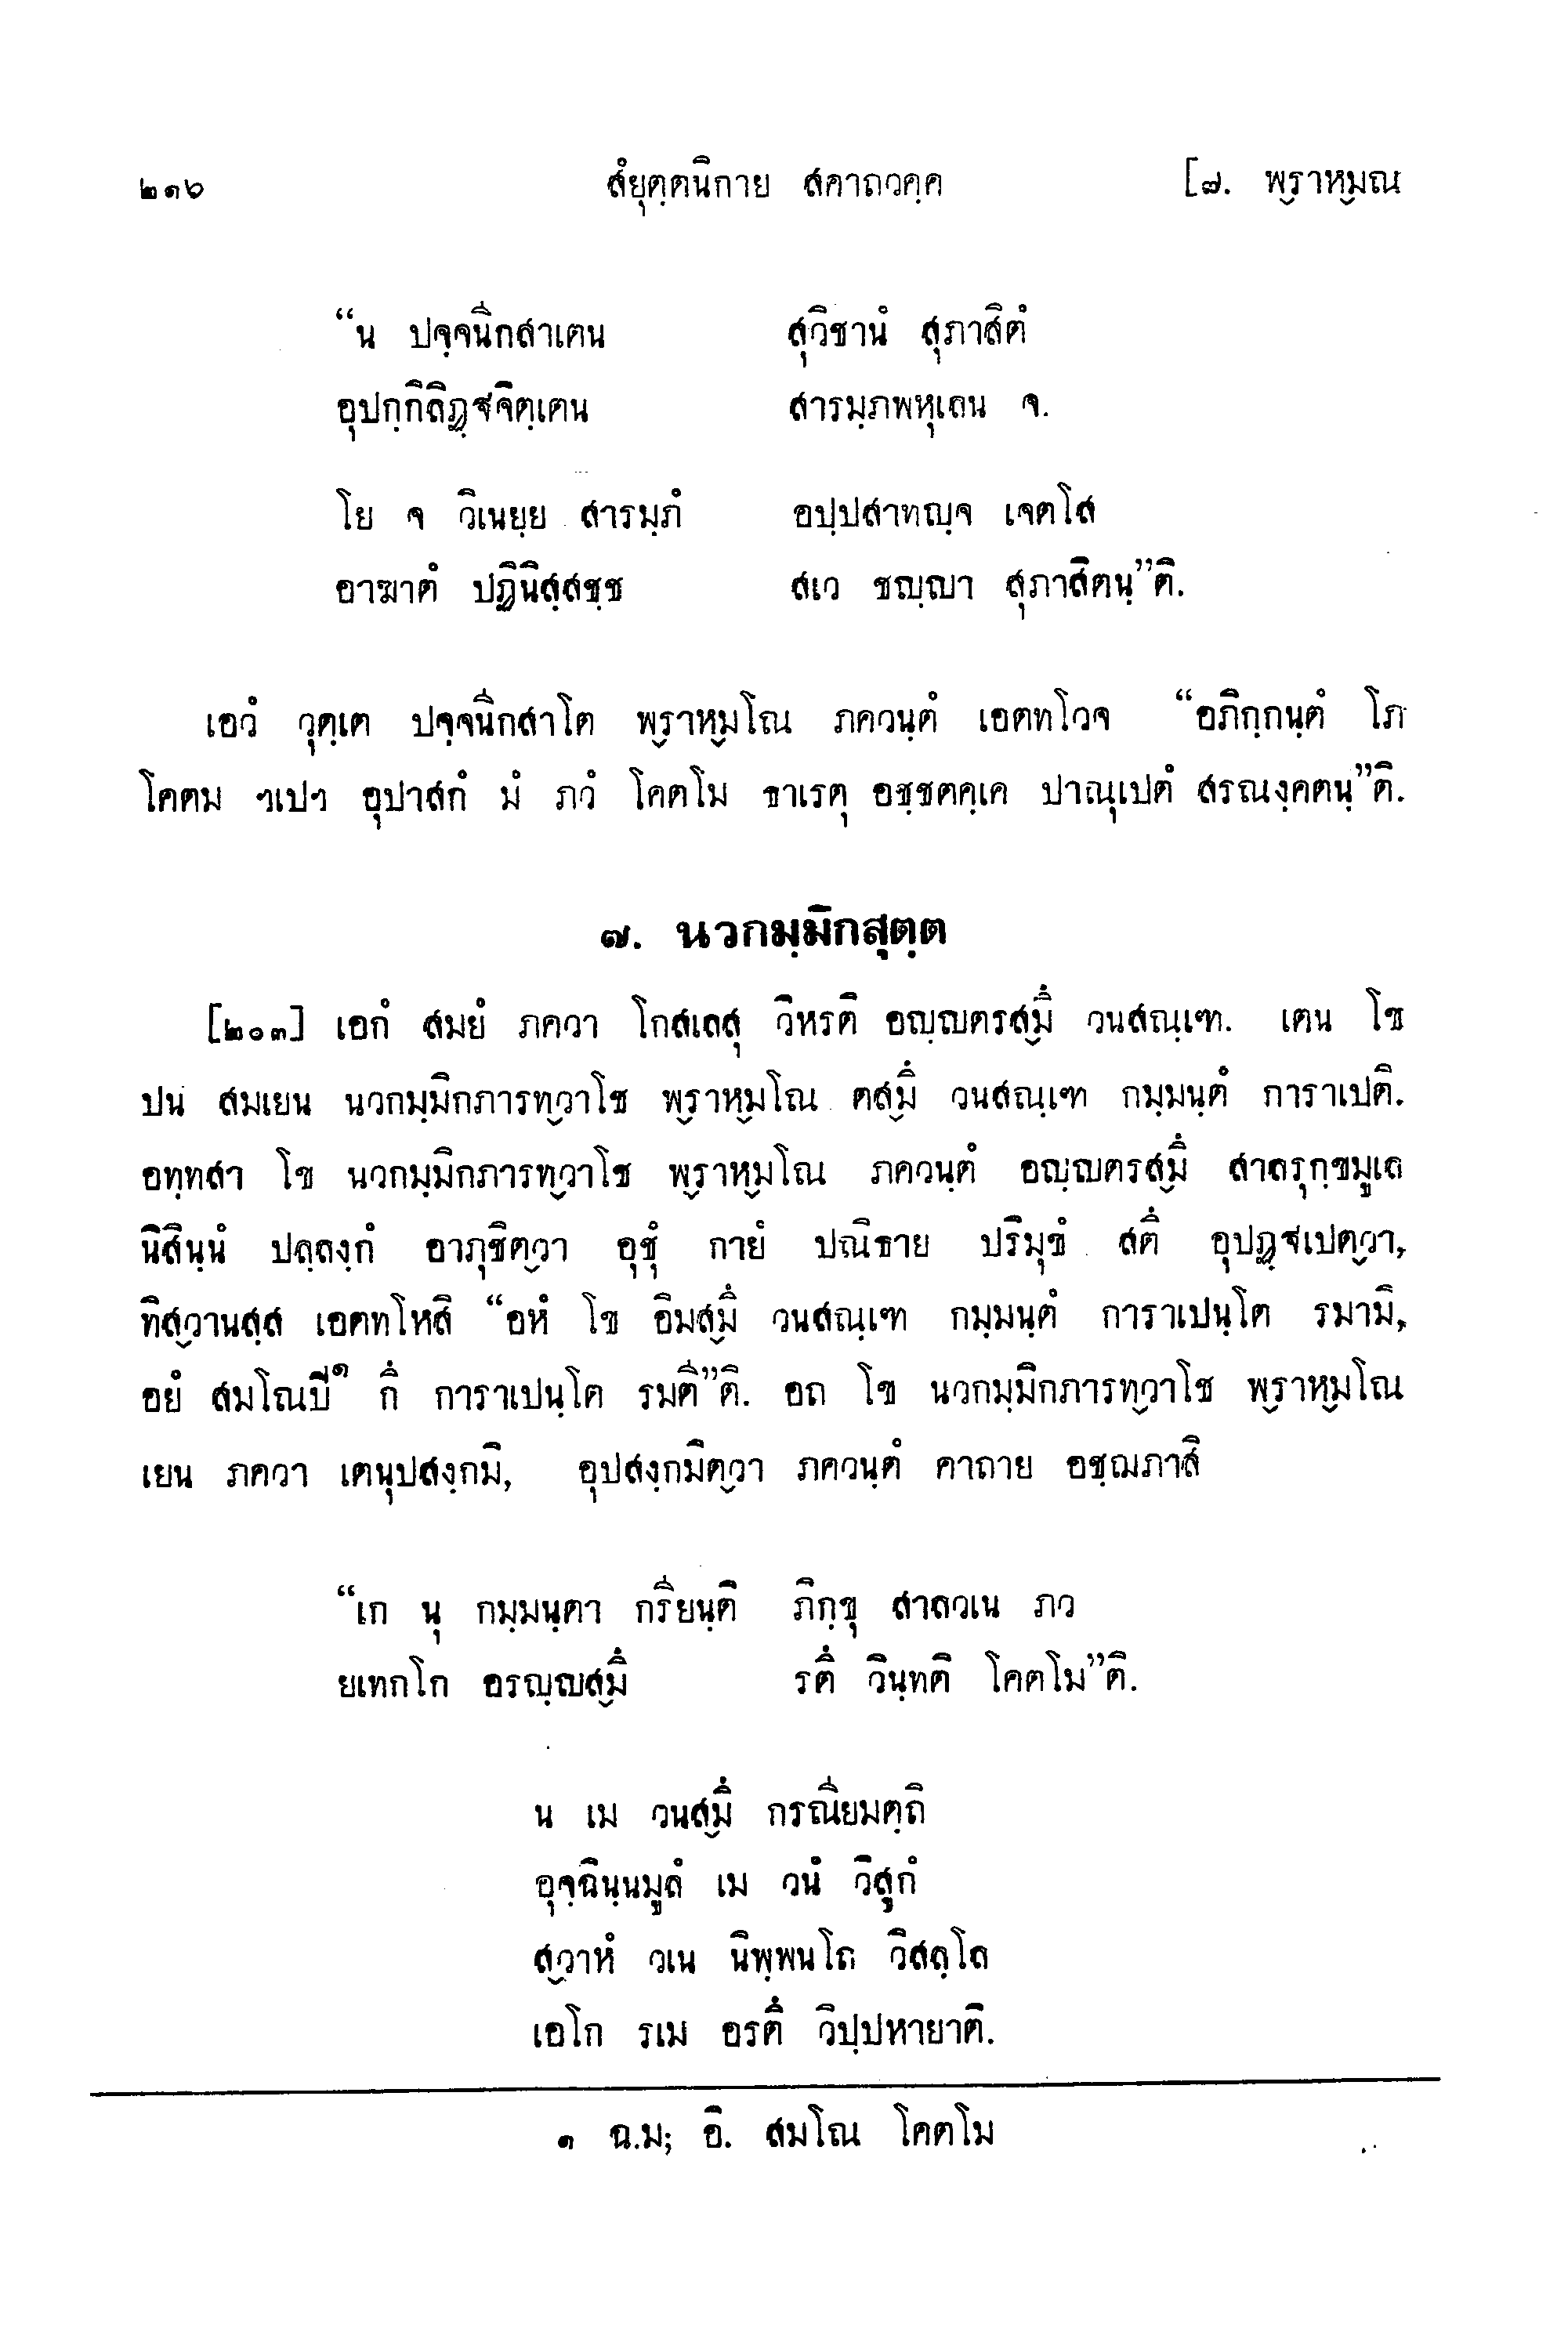 ๒๑๖ สํยุตฺตนิกาย สคาถวคฺค [๗. พ๎ราห๎มณ
“น ปจฺจนีกสาเตน สุวิชานํ สุภาสิตํ
อุปกฺกิลิฏฺฐจิตฺเตน สารมฺภพหุเลน จ.
โย จ วิเนยฺย สารมฺภํ อปฺปสาทญฺจ เจตโส
อาฆาตํ ปฏินิสฺสชฺช สเว ชญฺญา สุภาสิตนฺ”ติ.
เอวํ วุตฺเต ปจฺจนีกสาโต พ๎ราห๎มโณ ภควนฺตํ เอตทโวจ “อภิกฺกนฺตํ โภ
โคตม ฯเปฯ อุปาสกํ มํ ภวํ โคตโม ธาเรตุ อชฺชตคฺเค ปาณุเปตํ สรณงฺคตนฺ”ติ.
๗. นวกมฺมิกสุตฺต
[๒๐๓] เอกํ สมยํ ภควา โกสเลสุ วิหรติ อญฺญตรส๎มึ วนสณฺเฑ. เตน โข
ปน สมเยน นวกมฺมิกภารท๎วาโช พ๎ราห๎มโณ ตส๎มึ วนสณฺเฑ กมฺมนฺตํ การาเปติ.
อทฺทสา โข นวกมฺมิกภารท๎วาโช พ๎ราห๎มโณ ภควนฺตํ อญฺญตรส๎มึ สาลรุกฺขมูเล
นิสินฺนํ ปลฺลงฺกํ อาภุชิต๎วา อุชุํ กายํ ปณิธาย ปริมุขํ สตึ อุปฏฺฐเปต๎วา,
ทิส๎วานสฺส เอตทโหสิ “อหํ โข อิมส๎มึ วนสณฺเฑ กมฺมนฺตํ การาเปนฺโต รมามิ,
อยํ สมโณปี๑ กึ การาเปนฺโต รมตี”ติ. อถ โข นวกมฺมิกภารท๎วาโช พ๎ราห๎มโณ
เยน ภควา เตนุปสงฺกมิ, อุปสงฺกมิต๎วา ภควนฺตํ คาถาย อชฺฌภาสิ
“เก นุ กมฺมนฺตา กรียนฺติ ภิกฺขุ สาลวเน ตว
ยเทกโก อรญฺญส๎มึ รตึ วินฺทติ โคตโม”ติ.
น เม วนส๎มึ กรณียมตฺถิ
อุจฺฉินฺนมูลํ เม วนํ วิสูกํ
ส๎วาหํ วเน นิพฺพนโถ วิสลฺโล
เอโก รเม อรตึ วิปฺปหายาติ.
๑ ฉ.ม; อิ. สมโณ โคตโม